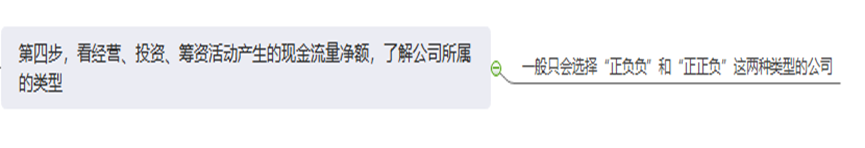 第四步，看经营、投资、筹资活动产生的现金流量净额，了解公司所属
的类型
一般只会选择“正负负”和“正正负”这两种类型的公司